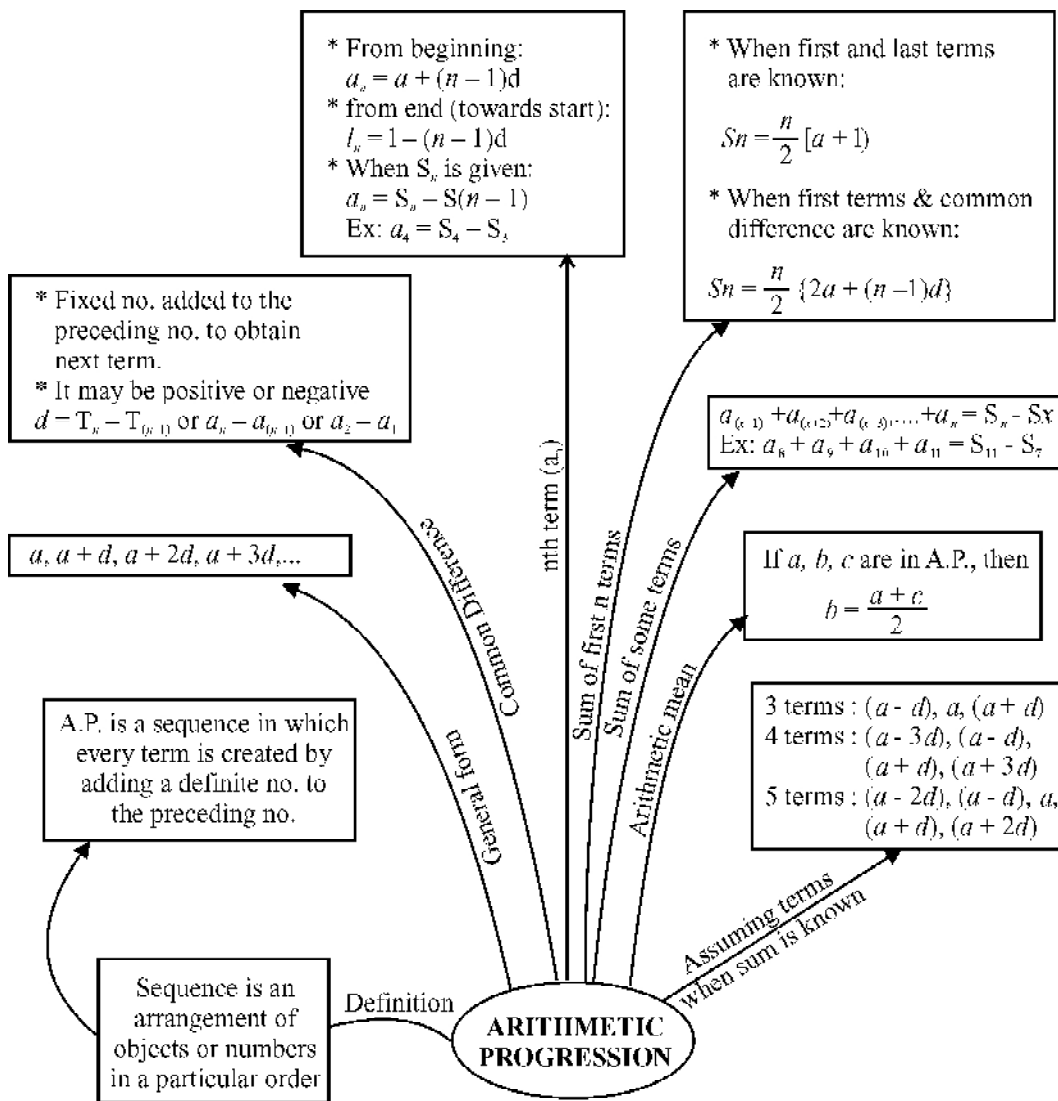 * From beginning:
aₙ = a + (n – 1)d
* from end (towards start):
lₙ = 1 – (n – 1)d
* When Sₙ is given:
aₙ = Sₙ – S(n – 1)
Ex: a₄ = S₄ – S₃
* When first and last terms
are known:
Sn = n/2 [a + 1)
* When first terms & common
difference are known:
Sn = n/2 {2a + (n –1)d}
* Fixed no. added to the
preceding no. to obtain
next term.
* It may be positive or negative
d = Tₙ – T₍ₙ₋₁₎ or aₙ – a₍ₙ₋₁₎ or a₂ – a₁
+ aₙ = Sₙ - Sx
Ex: a₈ + a₉ + a₁₀ + a₁₁ = S₁₁ - S₇
a, a + d, a + 2d, a + 3d,...
If a, b, c are in A.P., then
b = a + c/2
A.P. is a sequence in which
every term is created by
adding a definite no. to
the preceding no.
3 terms : (a - d), a, (a + d)
4 terms : (a - 3d), (a - d),
(a + d), (a + 3d)
5 terms : (a - 2d), (a - d), a,
(a + d), (a + 2d)
General form
Common Difference
nth term (aₙ)
Sum of first n terms
Sum of some terms
Arithmetic mean
Assuming terms
when sum is known
Definition
Sequence is an
arrangement of
objects or numbers
in a particular order
ARITHMETIC
PROGRESSION